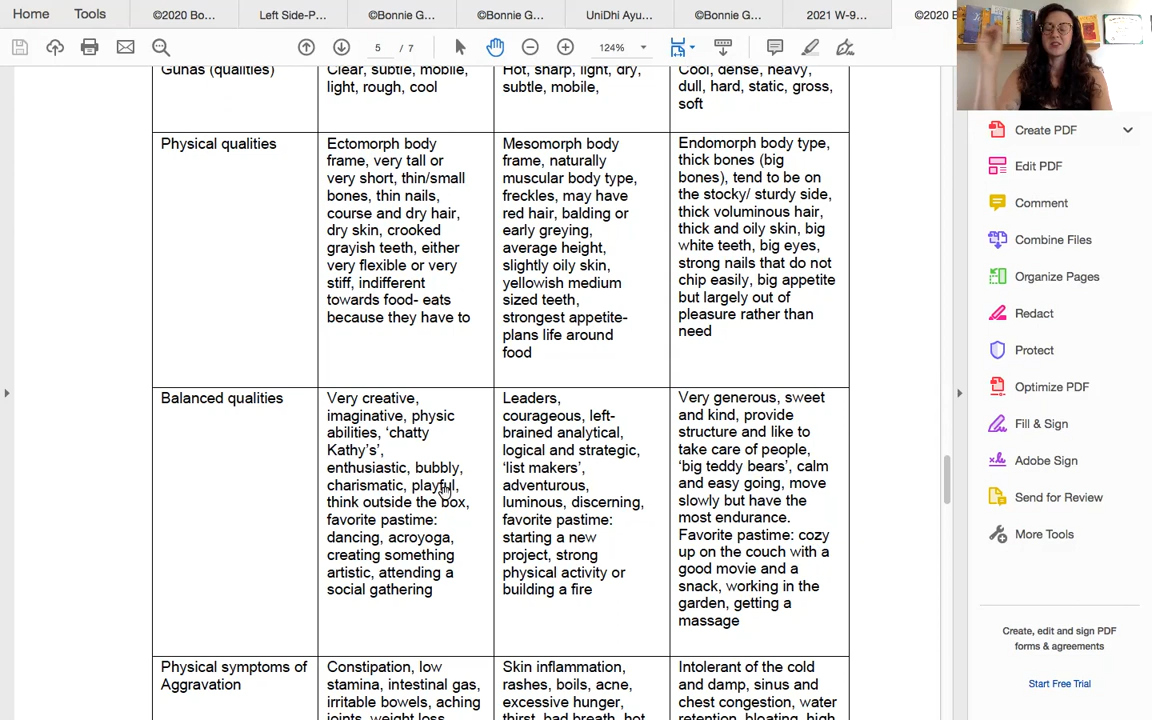 Home
Tools
©2020 Bo...
Left Side-P...
©Bonnie G...
©Bonnie G...
UniDhi Ayu...
©Bonnie G...
2021 W-9...
©2020 B
5 / 7
124%
Gunas (qualities)
Clear, subtle, mobile,
light, rough, cool
Hot, sharp, light, dry,
subtle, mobile,
Cool, dense, heavy,
dull, hard, static, gross,
soft
Physical qualities
Ectomorph body
frame, very tall or
very short, thin/small
bones, thin nails,
course and dry hair,
dry skin, crooked
grayish teeth, either
very flexible or very
stiff, indifferent
towards food- eats
because they have to
Mesomorph body
frame, naturally
muscular body type,
freckles, may have
red hair, balding or
early greying,
average height,
slightly oily skin,
yellowish medium
sized teeth,
strongest appetite-
plans life around
food
Endomorph body type,
thick bones (big
bones), tend to be on
the stocky/ sturdy side,
thick voluminous hair,
thick and oily skin, big
white teeth, big eyes,
strong nails that do not
chip easily, big appetite
but largely out of
pleasure rather than
need
Balanced qualities
Very creative,
imaginative, physic
abilities, ‘chatty
Kathy’s’,
enthusiastic, bubbly,
charismatic, playful,
think outside the box,
favorite pastime:
dancing, acroyoga,
creating something
artistic, attending a
social gathering
Leaders,
courageous, left-
brained analytical,
logical and strategic,
‘list makers’,
adventurous,
luminous, discerning,
favorite pastime:
starting a new
project, strong
physical activity or
building a fire
Very generous, sweet
and kind, provide
structure and like to
take care of people,
‘big teddy bears’, calm
and easy going, move
slowly but have the
most endurance.
Favorite pastime: cozy
up on the couch with a
good movie and a
snack, working in the
garden, getting a
massage
Physical symptoms of
Aggravation
Constipation, low
stamina, intestinal gas,
irritable bowels, aching
joints, weight loss
Skin inflammation,
rashes, boils, acne,
excessive hunger,
thirst, bad breath, hot
Intolerant of the cold
and damp, sinus and
chest congestion, water
retention, bloating, high
Create PDF
Edit PDF
Comment
Combine Files
Organize Pages
Redact
Protect
Optimize PDF
Fill & Sign
Adobe Sign
Send for Review
More Tools
Create, edit and sign PDF
forms & agreements
Start Free Trial